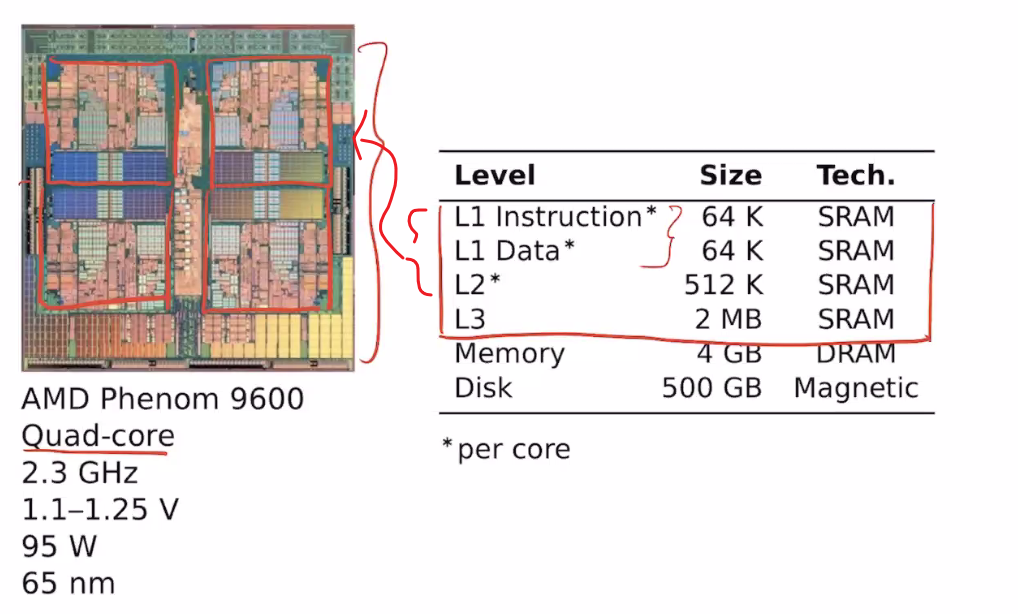 AMD Phenom 9600
Quad-core
2.3 GHz
1.1–1.25 V
95 W
65 nm
Level Size Tech.
L1 Instruction* 64 K SRAM
L1 Data* 64 K SRAM
L2* 512 K SRAM
L3 2 MB SRAM
Memory 4 GB DRAM
Disk 500 GB Magnetic
*per core